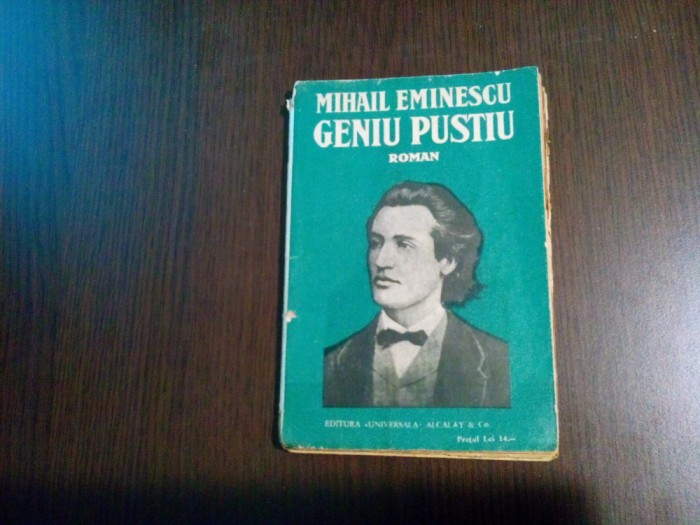 MIHAIL EMINESCU
GENIU PUSTIU
ROMAN
EDITURA «UNIVERSALA» ALCALAY & Co.
Prețul Lei 14.—